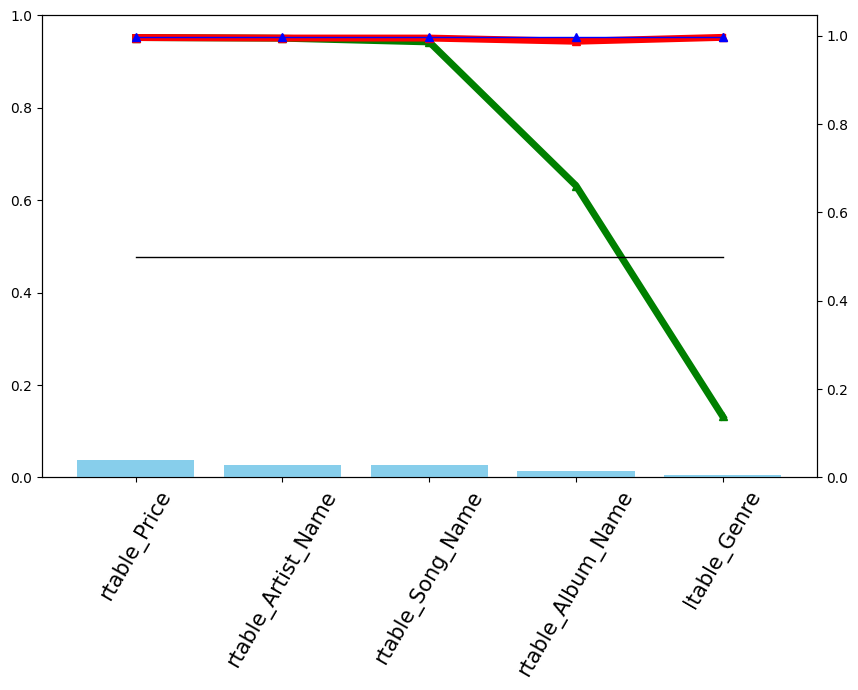 1.0
0.8
0.6
0.4
0.2
0.0
1.0
0.8
0.6
0.4
0.2
0.0
rtable_Price
rtable_Artist_Name
rtable_Song_Name
rtable_Album_Name
ltable_Genre